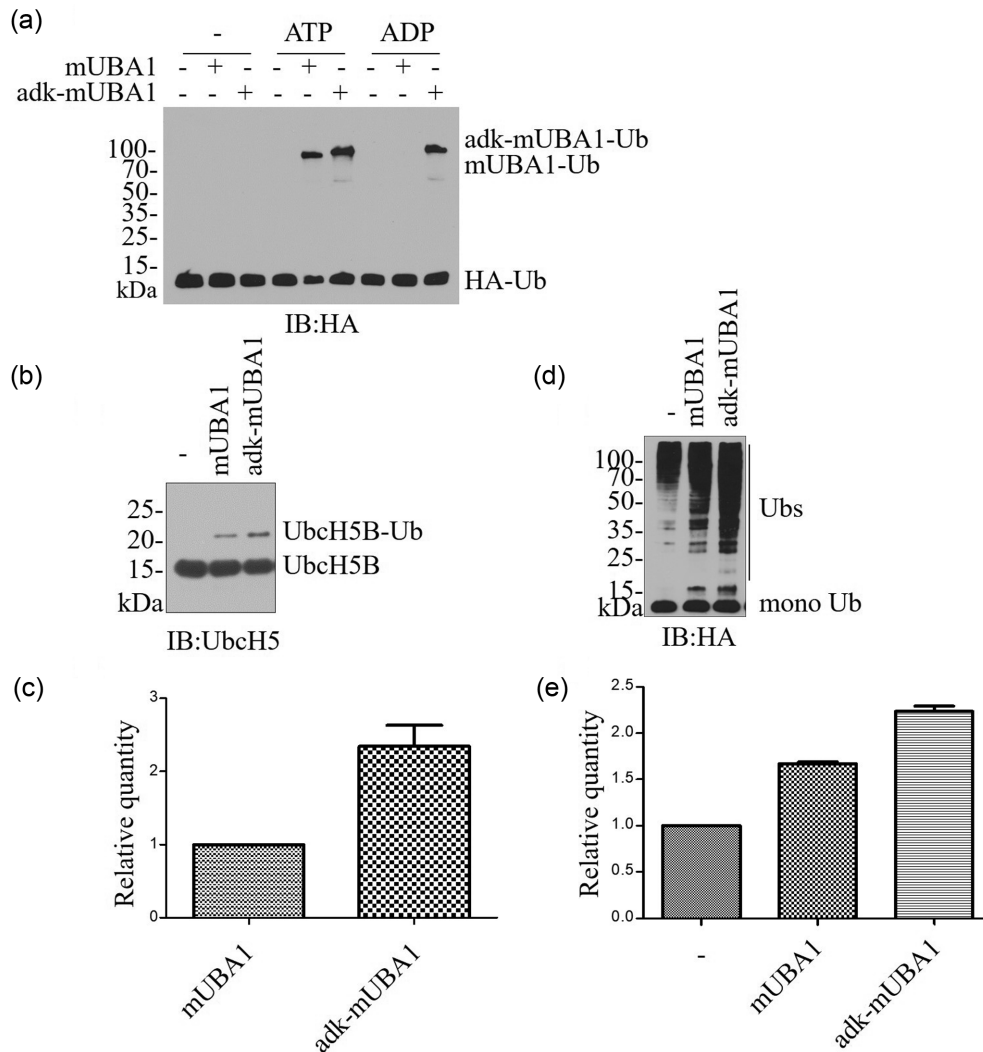 (a)
- ATP ADP
mUBA1 - + - - + - - + -
adk-mUBA1 - - + - - + - - +
100-
70-
50-
35-
25-
15-
kDa
adk-mUBA1-Ub
mUBA1-Ub
HA-Ub
IB:HA
(b)
- mUBA1 adk-mUBA1
25-
20-
15-
kDa
UbcH5B-Ub
UbcH5B
IB:UbcH5
(d)
- mUBA1 adk-mUBA1
100-
70-
50-
35-
25-
15-
kDa
Ubs
mono Ub
IB:HA
(c)
Relative quantity
3
2
1
0
mUBA1 adk-mUBA1
(e)
Relative quantity
2.5
2.0
1.5
1.0
0.5
0.0
- mUBA1 adk-mUBA1